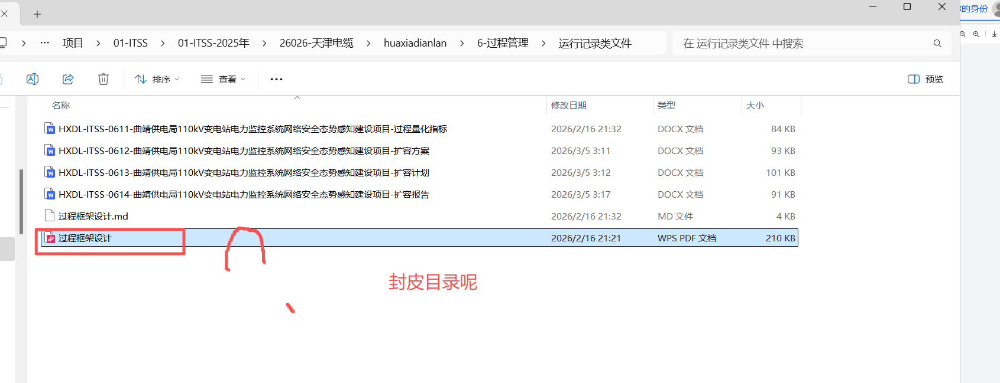 你的身份
项目 01-ITSS 01-ITSS-2025年 26026-天津电缆 huaxiadianlan 6-过程管理 运行记录类文件 在 运行记录类文件 中搜索
排序 查看 预览
名称 修改日期 类型 大小
HXDL-ITSS-0611-曲靖供电局110kV变电站电力监控系统网络安全态势感知建设项目-过程量化指标 2026/2/16 21:32 DOCX 文档 84 KB
HXDL-ITSS-0612-曲靖供电局110kV变电站电力监控系统网络安全态势感知建设项目-扩容方案 2026/3/5 3:11 DOCX 文档 93 KB
HXDL-ITSS-0613-曲靖供电局110kV变电站电力监控系统网络安全态势感知建设项目-扩容计划 2026/3/5 3:12 DOCX 文档 101 KB
HXDL-ITSS-0614-曲靖供电局110kV变电站电力监控系统网络安全态势感知建设项目-扩容报告 2026/3/5 3:17 DOCX 文档 91 KB
过程框架设计.md 2026/2/16 21:32 MD 文件 4 KB
过程框架设计 2026/2/16 21:21 WPS PDF 文档 210 KB
封皮目录呢